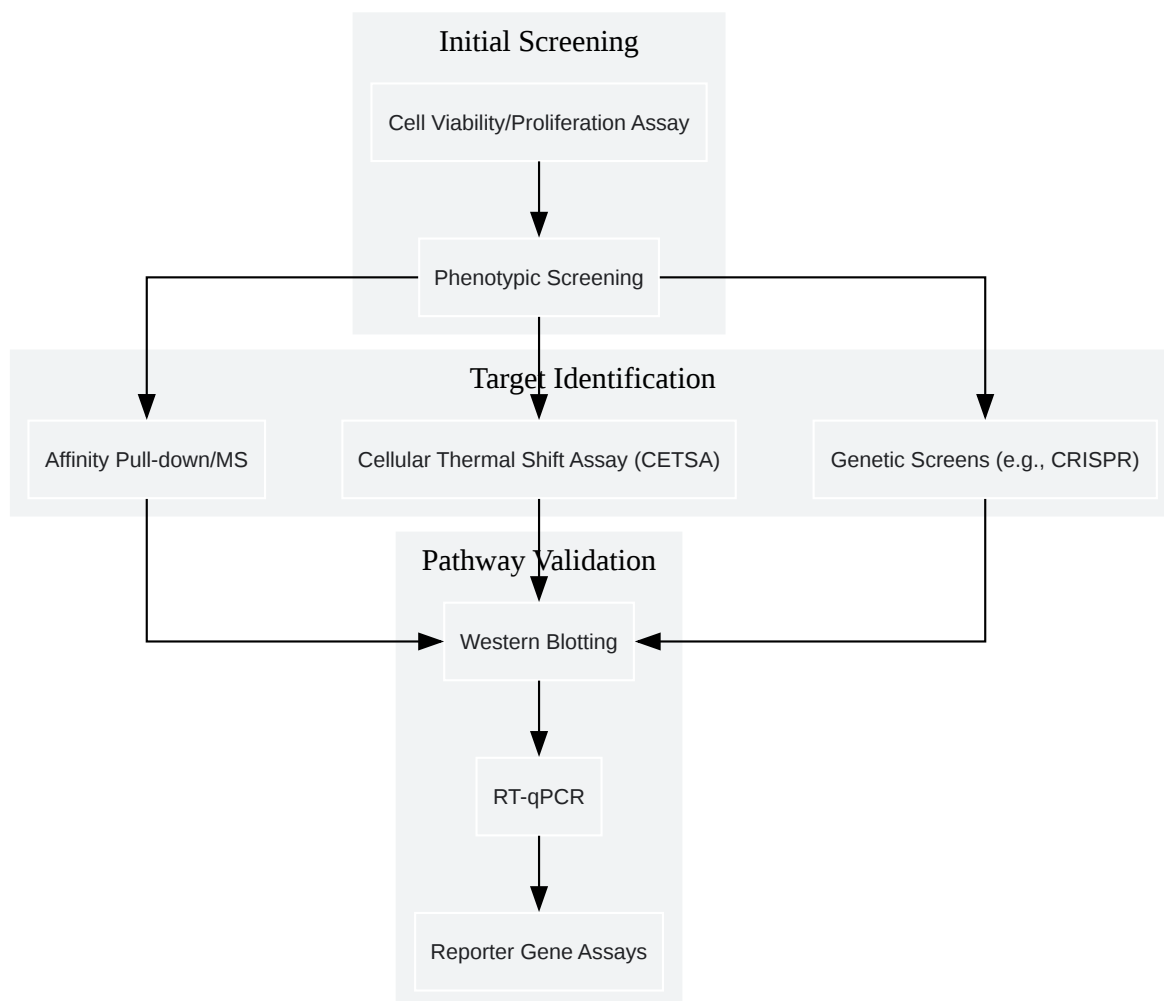 Initial Screening
Cell Viability/Proliferation Assay
Phenotypic Screening
Target Identification
Affinity Pull-down/MS
Cellular Thermal Shift Assay (CETSA)
Genetic Screens (e.g., CRISPR)
Pathway Validation
Western Blotting
RT-qPCR
Reporter Gene Assays